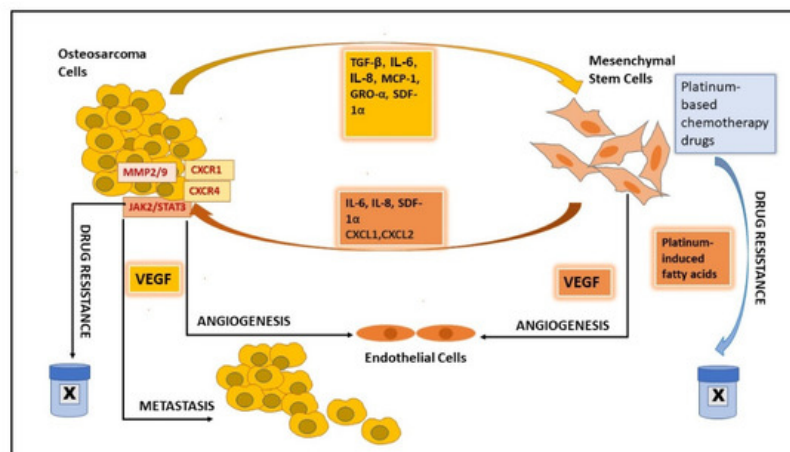 Osteosarcoma
Cells
TGF-β, IL-6,
IL-8, MCP-1,
GRO-α, SDF-
1α
Mesenchymal
Stem Cells
Platinum-
based
chemotherapy
drugs
MMP2/9
CXCR1
CXCR4
JAK2/STAT3
IL-6, IL-8, SDF-
1α
CXCL1,CXCL2
DRUG RESISTANCE
VEGF
VEGF
Platinum-
induced
fatty acids
DRUG RESISTANCE
ANGIOGENESIS
ANGIOGENESIS
Endothelial Cells
X
METASTASIS
X